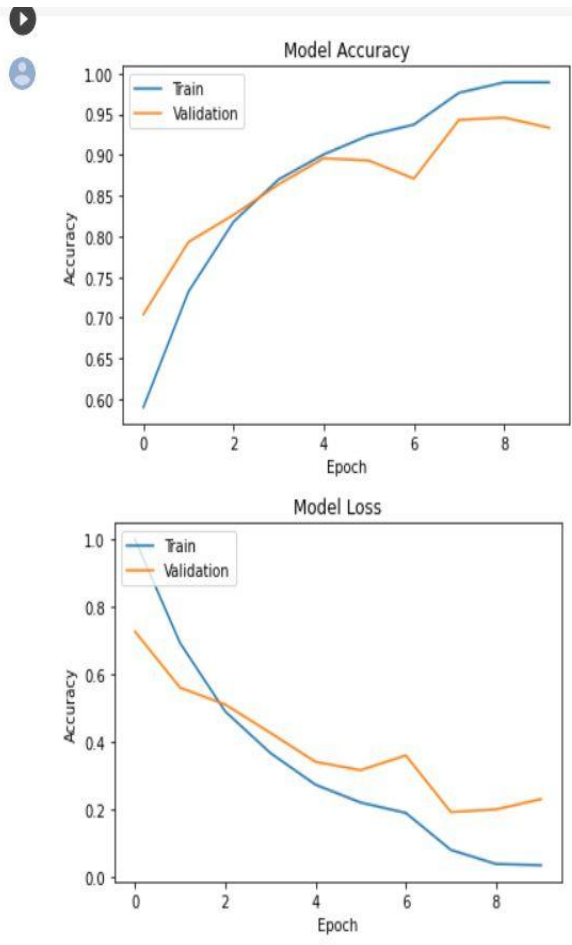 Model Accuracy
1.00
0.95
0.90
0.85
0.80
0.75
0.70
0.65
0.60
Accuracy
Train
Validation
0 2 4 6 8
Epoch
Model Loss
1.0
0.8
0.6
0.4
0.2
0.0
Accuracy
Train
Validation
0 2 4 6 8
Epoch